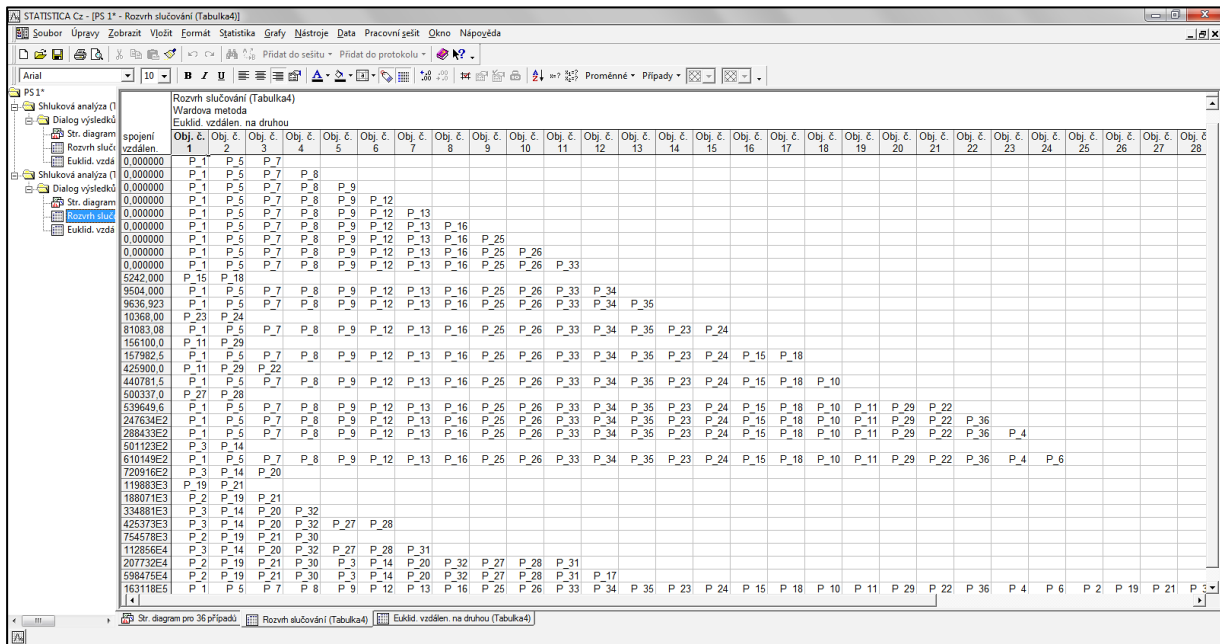 STATISTICA Cz - [PS 1* - Rozvrh slučování (Tabulka4)]
Soubor Úpravy Zobrazit Vložit Formát Statistika Grafy Nástroje Data Pracovní sešit Okno Nápověda
Přidat do sešitu Přidat do protokolu
Arial 10 B I U Proměnné Případy
PS 1*
Shluková analýza (1
Dialog výsledků
Str. diagram
Rozvrh sluč
Euklid. vzdá
Shluková analýza (1
Dialog výsledků
Str. diagram
Rozvrh sluč
Euklid. vzdá
Rozvrh slučování (Tabulka4)
Wardova metoda
Euklid. vzdálen. na druhou
spojení Obj. č. Obj. č. Obj. č. Obj. č. Obj. č. Obj. č. Obj. č. Obj. č. Obj. č. Obj. č. Obj. č. Obj. č. Obj. č. Obj. č. Obj. č. Obj. č. Obj. č. Obj. č. Obj. č. Obj. č. Obj. č. Obj. č. Obj. č. Obj. č. Obj. č. Obj. č. Obj. č. Obj. č
vzdálen. 1 2 3 4 5 6 7 8 9 10 11 12 13 14 15 16 17 18 19 20 21 22 23 24 25 26 27 28
0,000000 P_1 P_5 P_7
0,000000 P_1 P_5 P_7 P_8
0,000000 P_1 P_5 P_7 P_8 P_9
0,000000 P_1 P_5 P_7 P_8 P_9 P_12
0,000000 P_1 P_5 P_7 P_8 P_9 P_12 P_13
0,000000 P_1 P_5 P_7 P_8 P_9 P_12 P_13 P_16
0,000000 P_1 P_5 P_7 P_8 P_9 P_12 P_13 P_16 P_25
0,000000 P_1 P_5 P_7 P_8 P_9 P_12 P_13 P_16 P_25 P_26
0,000000 P_1 P_5 P_7 P_8 P_9 P_12 P_13 P_16 P_25 P_26 P_33
5242,000 P_15 P_18
9504,000 P_1 P_5 P_7 P_8 P_9 P_12 P_13 P_16 P_25 P_26 P_33 P_34
9636,923 P_1 P_5 P_7 P_8 P_9 P_12 P_13 P_16 P_25 P_26 P_33 P_34 P_35
10368,00 P_23 P_24
81083,08 P_1 P_5 P_7 P_8 P_9 P_12 P_13 P_16 P_25 P_26 P_33 P_34 P_35 P_23 P_24
156100,0 P_11 P_29
157982,5 P_1 P_5 P_7 P_8 P_9 P_12 P_13 P_16 P_25 P_26 P_33 P_34 P_35 P_23 P_24 P_15 P_18
425900,0 P_11 P_29 P_22
440781,5 P_1 P_5 P_7 P_8 P_9 P_12 P_13 P_16 P_25 P_26 P_33 P_34 P_35 P_23 P_24 P_15 P_18 P_10
500337,0 P_27 P_28
539649,6 P_1 P_5 P_7 P_8 P_9 P_12 P_13 P_16 P_25 P_26 P_33 P_34 P_35 P_23 P_24 P_15 P_18 P_10 P_11 P_29 P_22
247634E2 P_1 P_5 P_7 P_8 P_9 P_12 P_13 P_16 P_25 P_26 P_33 P_34 P_35 P_23 P_24 P_15 P_18 P_10 P_11 P_29 P_22 P_36
288433E2 P_1 P_5 P_7 P_8 P_9 P_12 P_13 P_16 P_25 P_26 P_33 P_34 P_35 P_23 P_24 P_15 P_18 P_10 P_11 P_29 P_22 P_36 P_4
501123E2 P_3 P_14
610149E2 P_1 P_5 P_7 P_8 P_9 P_12 P_13 P_16 P_25 P_26 P_33 P_34 P_35 P_23 P_24 P_15 P_18 P_10 P_11 P_29 P_22 P_36 P_4 P_6
720916E2 P_3 P_14 P_20
119883E3 P_19 P_21
188071E3 P_2 P_19 P_21
334881E3 P_3 P_14 P_20 P_32
425373E3 P_3 P_14 P_20 P_32 P_27 P_28
754578E3 P_2 P_19 P_21 P_30
112856E4 P_3 P_14 P_20 P_32 P_27 P_28 P_31
207732E4 P_2 P_19 P_21 P_30 P_3 P_14 P_20 P_32 P_27 P_28 P_31
598475E4 P_2 P_19 P_21 P_30 P_3 P_14 P_20 P_32 P_27 P_28 P_31 P_17
163118E5 P_1 P_5 P_7 P_8 P_9 P_12 P_13 P_16 P_25 P_26 P_33 P_34 P_35 P_23 P_24 P_15 P_18 P_10 P_11 P_29 P_22 P_36 P_4 P_6 P_2 P_19 P_21
Str. diagram pro 36 případů Rozvrh slučování (Tabulka4) Euklid. vzdálen. na druhou (Tabulka4)